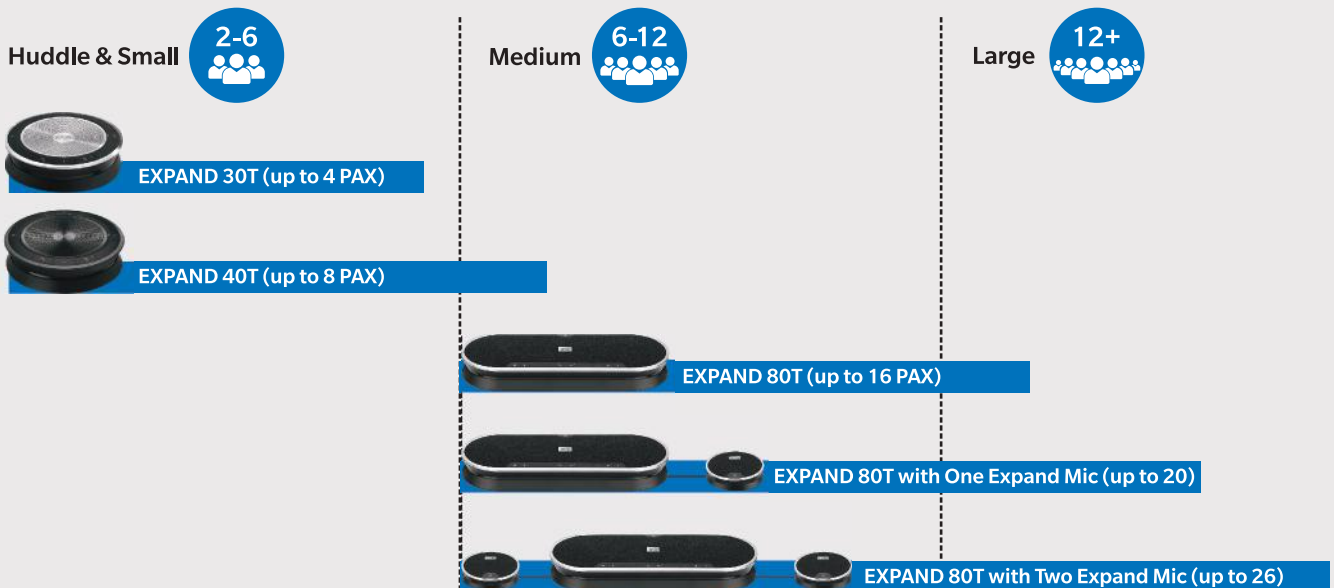 Huddle & Small
2-6
Medium
6-12
Large
12+
EXPAND 30T (up to 4 PAX)
EXPAND 40T (up to 8 PAX)
EXPAND 80T (up to 16 PAX)
EXPAND 80T with One Expand Mic (up to 20)
EXPAND 80T with Two Expand Mic (up to 26)